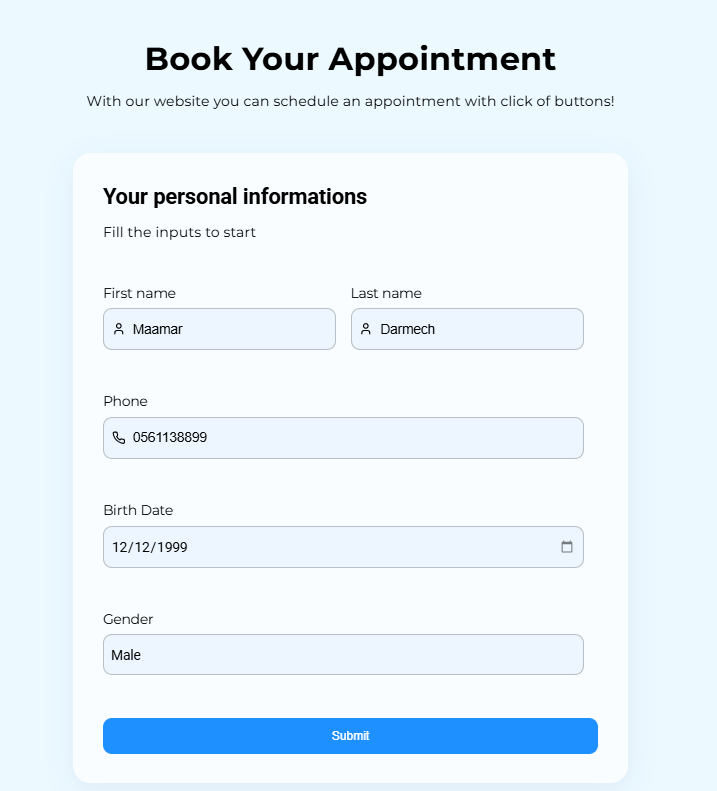 Book Your Appointment
With our website you can schedule an appointment with click of buttons!
Your personal informations
Fill the inputs to start
First name Last name
Maamar Darmech
Phone
0561138899
Birth Date
12/12/1999
Gender
Male
Submit